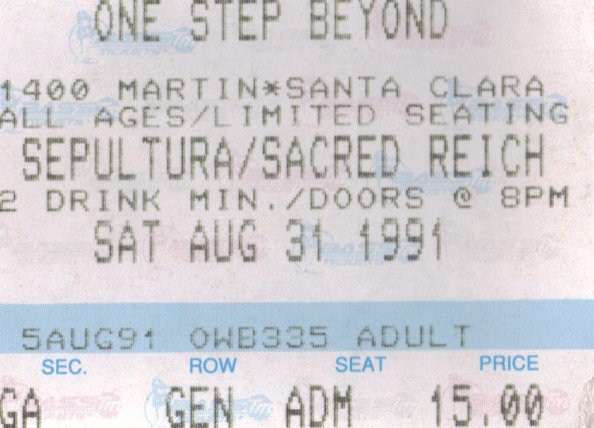 ONE STEP BEYOND
1400 MARTIN*SANTA CLARA
ALL AGES/LIMITED SEATING
SEPULTURA/SACRED REICH
2 DRINK MIN./DOORS @ 8PM
SAT AUG 31 1991
5AUG91 OWB335 ADULT
SEC. ROW SEAT PRICE
GA GEN ADM 15.00